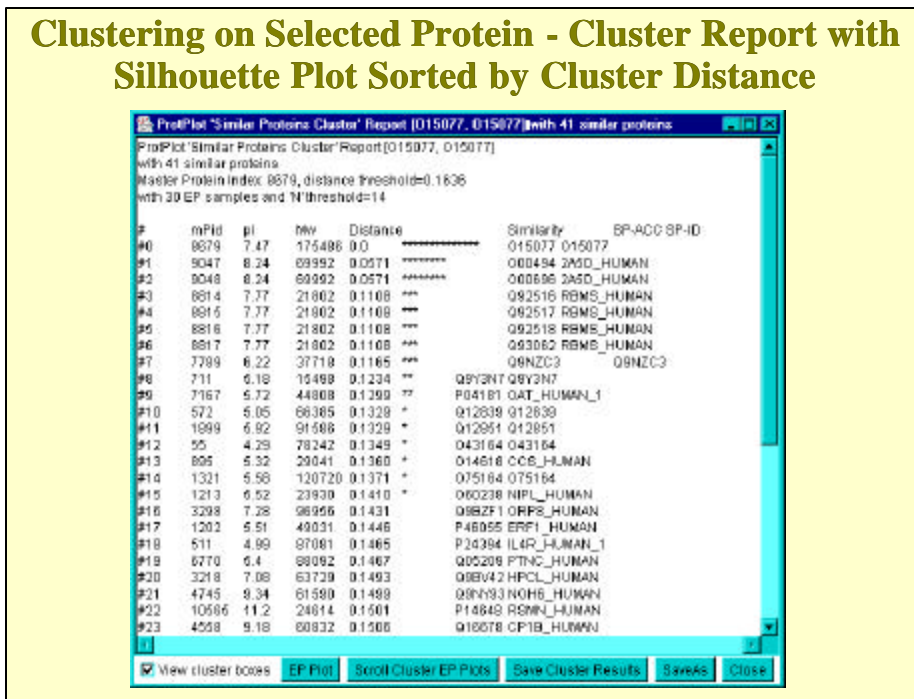 Clustering on Selected Protein - Cluster Report with
Silhouette Plot Sorted by Cluster Distance
ProtPlot 'Similar Proteins Cluster' Report [O15077, O15077] with 41 similar proteins
ProtPlot 'Similar Proteins Cluster' Report [O15077, O15077]
with 41 similar proteins
Master Protein Index: 8679, distance threshold=0.1636
with 30 EP samples and 'N' threshold=14
# mPid pI Mw Distance Similarity BP-ACC SP-ID
#0 8679 7.47 175486 0.0 ************** O15077 O15077
#1 9047 8.24 69992 0.0571 ******** O00494 2A5D_HUMAN
#2 9048 8.24 69992 0.0571 ******** O00696 2A5D_HUMAN
#3 8814 7.77 21802 0.1108 *** Q92516 RBMS_HUMAN
#4 8815 7.77 21802 0.1108 *** Q92517 RBMS_HUMAN
#5 8816 7.77 21802 0.1108 *** Q92518 RBMS_HUMAN
#6 8817 7.77 21802 0.1108 *** Q93062 RBMS_HUMAN
#7 7789 6.22 37718 0.1165 *** Q9NZC3 Q9NZC3
#8 711 5.18 15498 0.1234 ** Q9Y3N7 Q9Y3N7
#9 7167 5.72 44808 0.1299 ** P04181 OAT_HUMAN_1
#10 572 5.05 66385 0.1329 * Q12839 Q12839
#11 1899 5.92 91586 0.1329 * Q12851 Q12851
#12 55 4.29 78242 0.1349 * O43164 O43164
#13 895 5.32 29041 0.1360 * O14618 CCS_HUMAN
#14 1321 5.58 120720 0.1371 * O75164 O75164
#15 1213 6.52 23930 0.1410 * O60238 NIPL_HUMAN
#16 3298 7.28 96956 0.1431 Q9BZF1 ORP8_HUMAN
#17 1202 5.51 49031 0.1446 P46055 ERF1_HUMAN
#18 511 4.99 87081 0.1465 P24394 IL4R_HUMAN_1
#19 6770 5.4 88092 0.1467 Q05209 PTNC_HUMAN
#20 3218 7.08 63729 0.1493 Q9BV42 HPCL_HUMAN
#21 4745 9.34 61590 0.1499 Q9NY93 NOH6_HUMAN
#22 10586 11.2 24614 0.1501 P14648 RSMN_HUMAN
#23 4558 9.18 60832 0.1506 Q16678 CP1B_HUMAN
View cluster boxes EP Plot Scroll Cluster EP Plots Save Cluster Results SaveAs Close